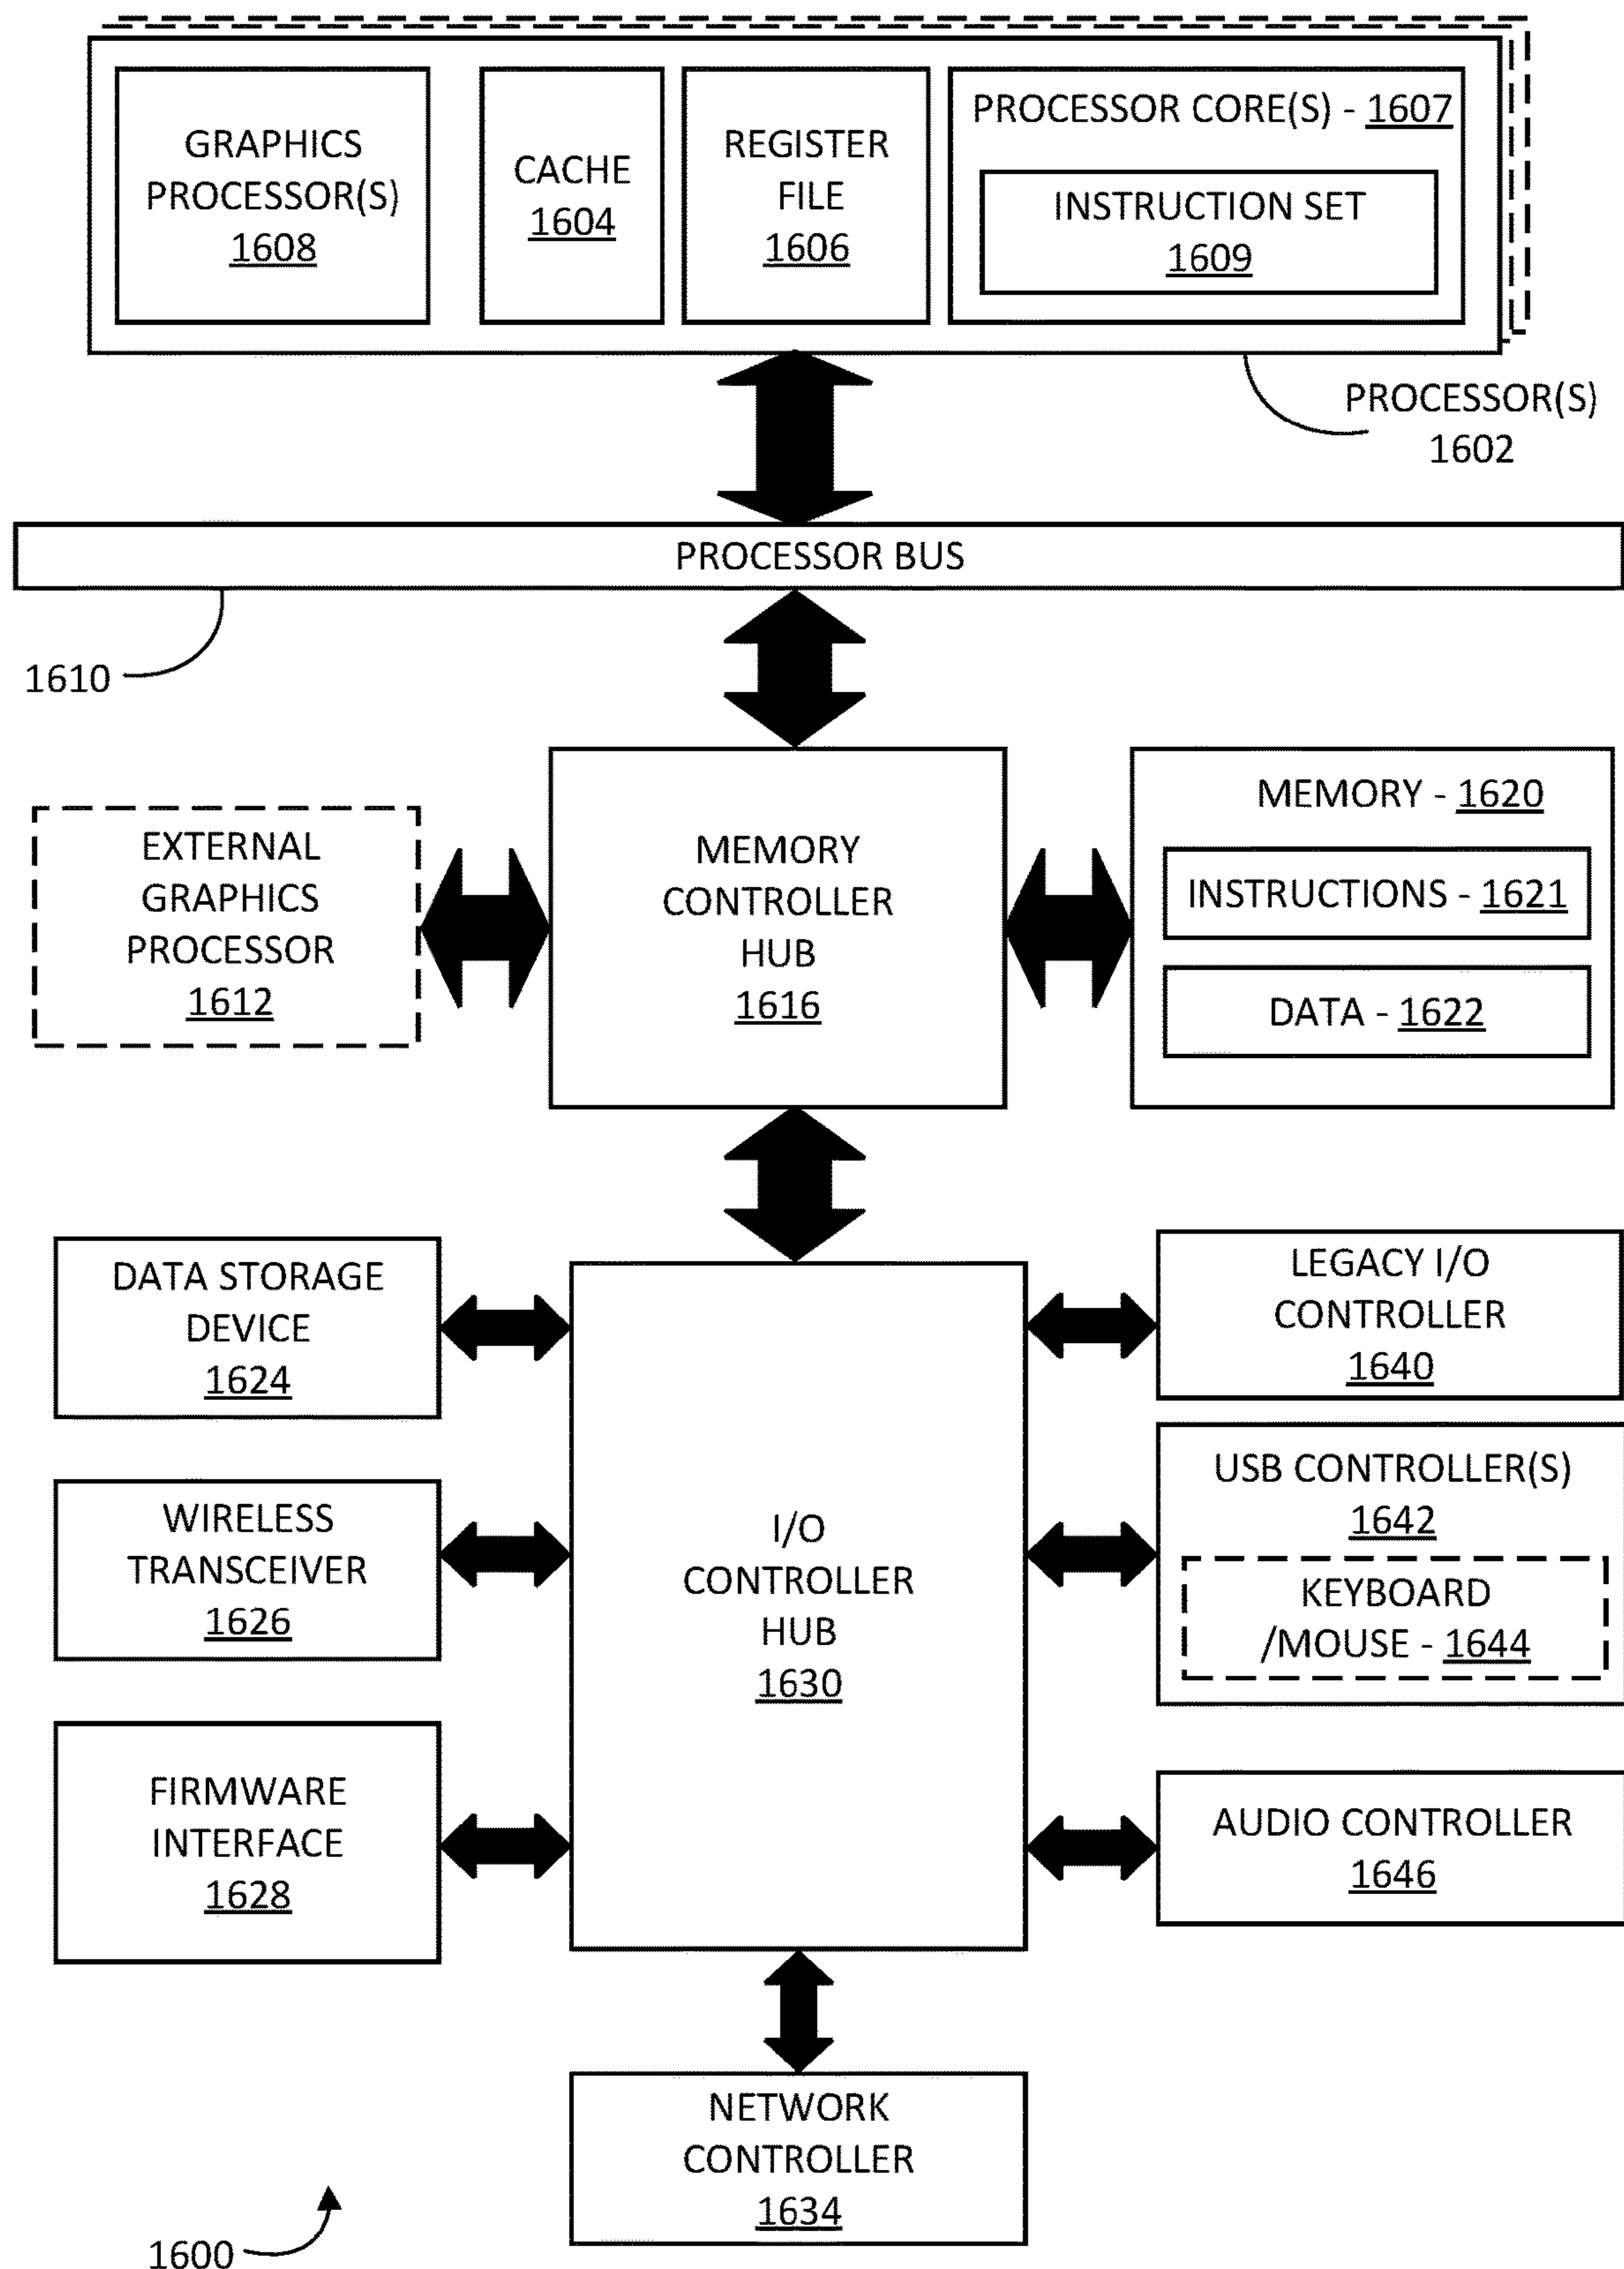 GRAPHICS
PROCESSOR(S)
1608
CACHE
1604
REGISTER
FILE
1606
PROCESSOR CORE(S) - 1607
INSTRUCTION SET
1609
PROCESSOR(S)
1602
PROCESSOR BUS
1610
EXTERNAL
GRAPHICS
PROCESSOR
1612
MEMORY
CONTROLLER
HUB
1616
MEMORY - 1620
INSTRUCTIONS - 1621
DATA - 1622
DATA STORAGE
DEVICE
1624
WIRELESS
TRANSCEIVER
1626
FIRMWARE
INTERFACE
1628
I/O
CONTROLLER
HUB
1630
LEGACY I/O
CONTROLLER
1640
USB CONTROLLER(S)
1642
KEYBOARD
/MOUSE - 1644
AUDIO CONTROLLER
1646
NETWORK
CONTROLLER
1634
1600